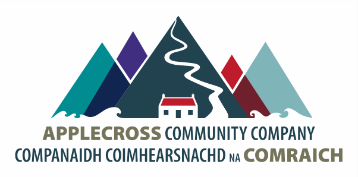 APPLECROSS COMMUNITY COMPANY
COMPANAIDH COIMHEARSNACHD NA COMRAICH